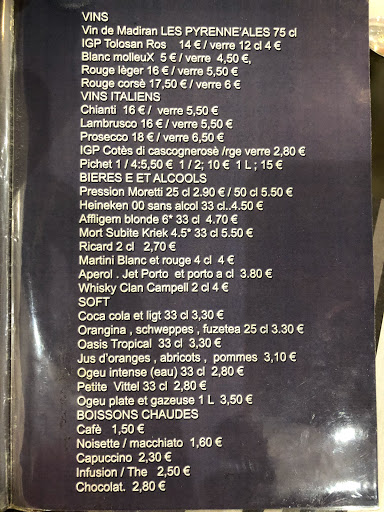 VINS
Vin de Madiran LES PYRENNE'ALES 75 cl
IGP Tolosan Ros 14 € / verre 12 cl 4 €
Blanc molleuX 5 € / verre 4,50 €,
Rouge lèger 16 € / verre 5,50 €
Rouge corsè 17,50 € / verre 6 €
VINS ITALIENS
Chianti 16 € / verre 5,50 €
Lambrusco 16 € / verre 5,50 €
Prosecco 18 € / verre 6,50 €
IGP Cotès di cascognerosè /rge verre 2,80 €
Pichet 1 / 4:5,50 € 1 / 2; 10 € 1 L ; 15 €
BIERES E ET ALCOOLS
Pression Moretti 25 cl 2.90 € / 50 cl 5.50 €
Heineken 00 sans alcol 33 cl..4.50 €
Affligem blonde 6* 33 cl 4.70 €
Mort Subite Kriek 4.5* 33 cl 5.50 €
Ricard 2 cl 2,70 €
Martini Blanc et rouge 4 cl 4 €
Aperol . Jet Porto et porto a cl 3.80 €
Whisky Clan Campell 2 cl 4 €
SOFT
Coca cola et ligt 33 cl 3,30 €
Orangina , schweppes , fuzetea 25 cl 3.30 €
Oasis Tropical 33 cl 3,30 €
Jus d'oranges , abricots , pommes 3,10 €
Ogeu intense (eau) 33 cl 2,80 €
Petite Vittel 33 cl 2,80 €
Ogeu plate et gazeuse 1 L 3,50 €
BOISSONS CHAUDES
Cafè 1,50 €
Noisette / macchiato 1,60 €
Capuccino 2,30 €
Infusion / The 2,50 €
Chocolat. 2,80 €